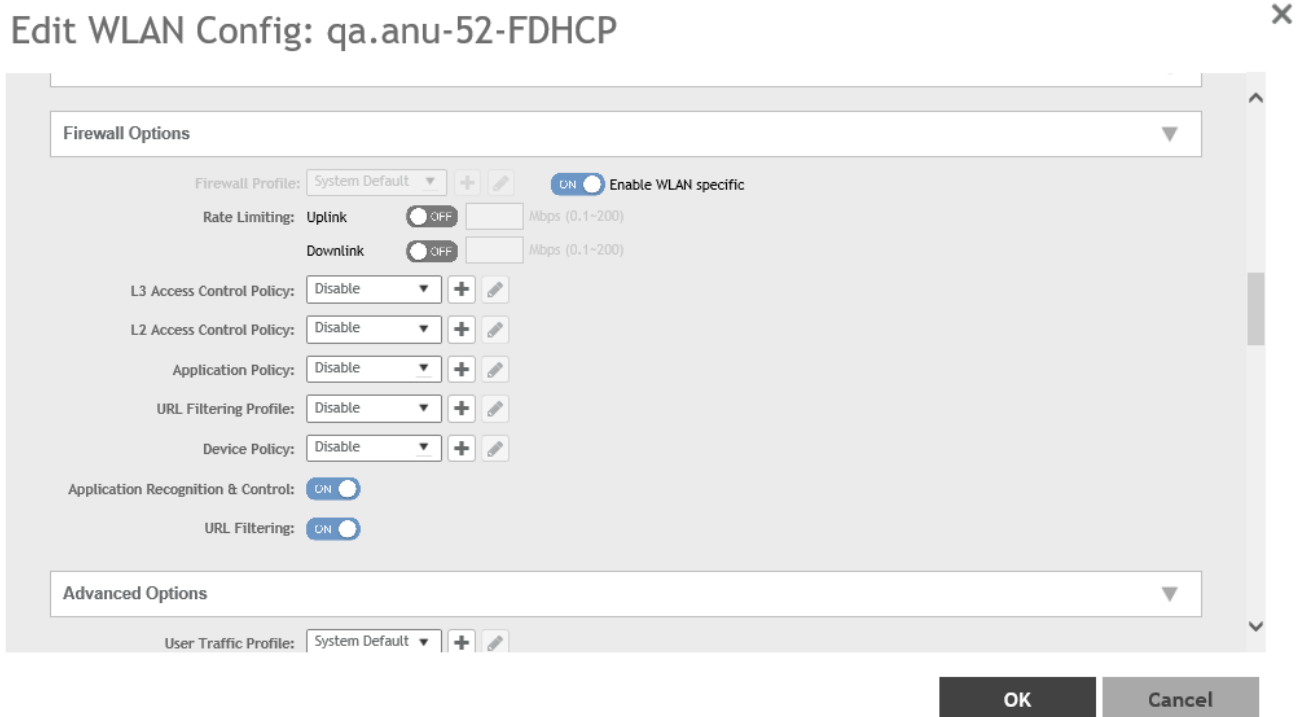 Edit WLAN Config: qa.anu-52-FDHCP
Firewall Options
Firewall Profile: System Default ON Enable WLAN specific
Rate Limiting: Uplink OFF Mbps (0.1~200)
Downlink OFF Mbps (0.1~200)
L3 Access Control Policy: Disable
L2 Access Control Policy: Disable
Application Policy: Disable
URL Filtering Profile: Disable
Device Policy: Disable
Application Recognition & Control: ON
URL Filtering: ON
Advanced Options
User Traffic Profile: System Default
OK Cancel